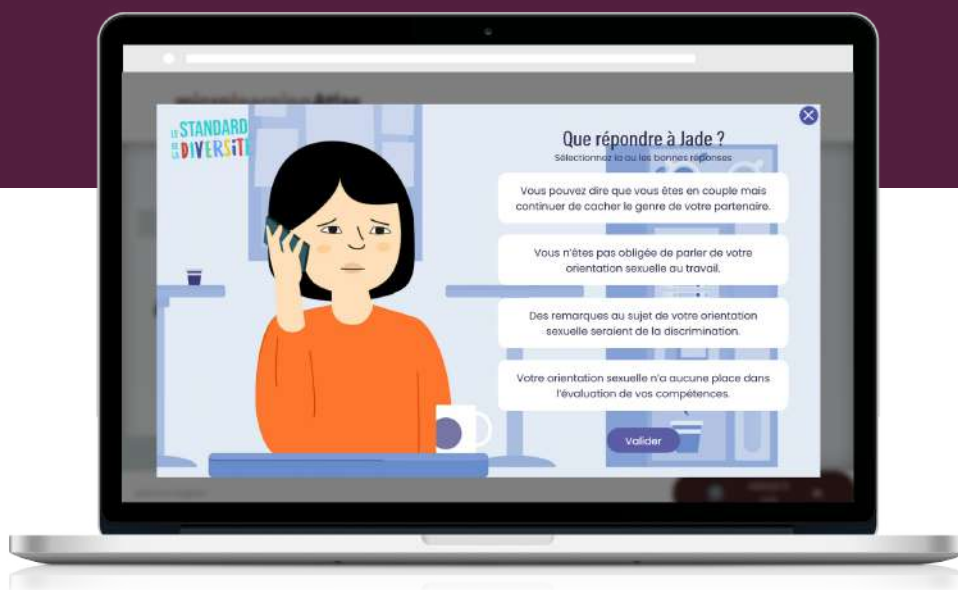 LE STANDARD
DE LA DIVERSiTÉ
Que répondre à Jade ?
Sélectionnez la ou les bonnes réponses
Vous pouvez dire que vous êtes en couple mais
continuer de cacher le genre de votre partenaire.
Vous n'êtes pas obligée de parler de votre
orientation sexuelle au travail.
Des remarques au sujet de votre orientation
sexuelle seraient de la discrimination.
Votre orientation sexuelle n'a aucune place dans
l'évaluation de vos compétences.
Valider